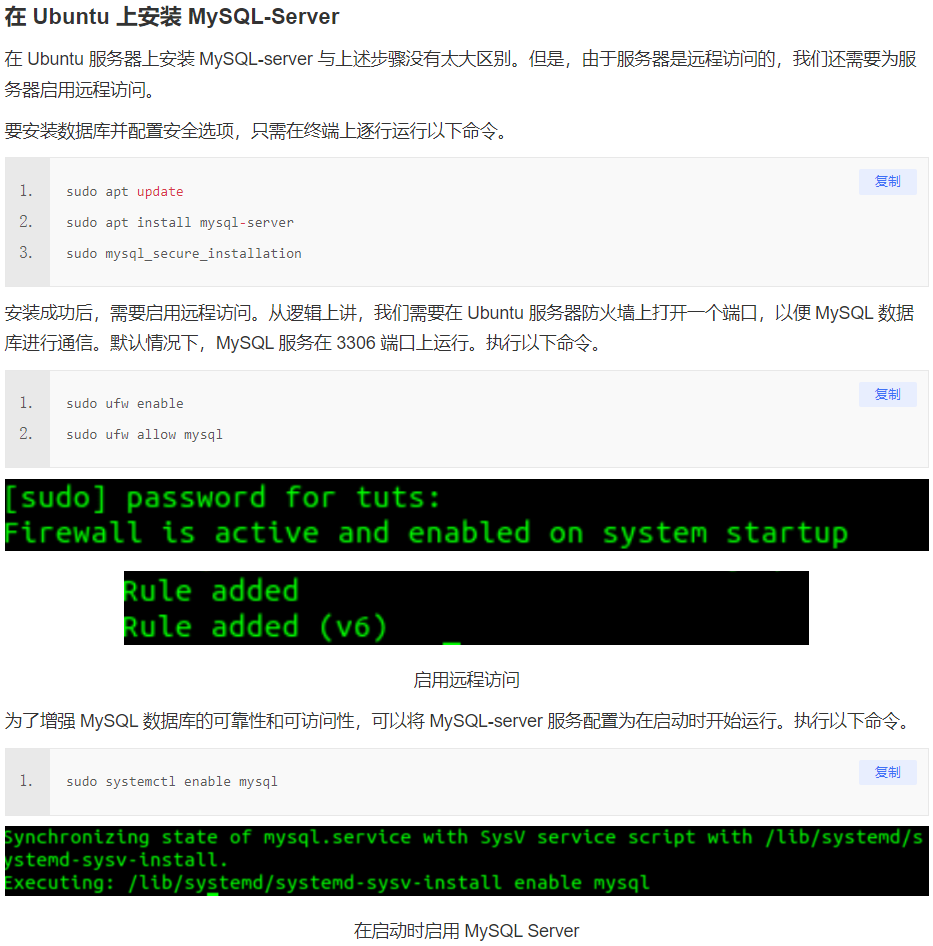 在 Ubuntu 上安装 MySQL-Server
在 Ubuntu 服务器上安装 MySQL-server 与上述步骤没有太大区别。但是，由于服务器是远程访问的，我们还需要为服
务器启用远程访问。
要安装数据库并配置安全选项，只需在终端上逐行运行以下命令。
复制
1. sudo apt update
2. sudo apt install mysql-server
3. sudo mysql_secure_installation
安装成功后，需要启用远程访问。从逻辑上讲，我们需要在 Ubuntu 服务器防火墙上打开一个端口，以便 MySQL 数据
库进行通信。默认情况下，MySQL 服务在 3306 端口上运行。执行以下命令。
复制
1. sudo ufw enable
2. sudo ufw allow mysql
[sudo] password for tuts:
Firewall is active and enabled on system startup
Rule added
Rule added (v6)
启用远程访问
为了增强 MySQL 数据库的可靠性和可访问性，可以将 MySQL-server 服务配置为在启动时开始运行。执行以下命令。
复制
1. sudo systemctl enable mysql
Synchronizing state of mysql.service with SysV service script with /lib/systemd/s
ystemd-sysv-install.
Executing: /lib/systemd/systemd-sysv-install enable mysql
在启动时启用 MySQL Server